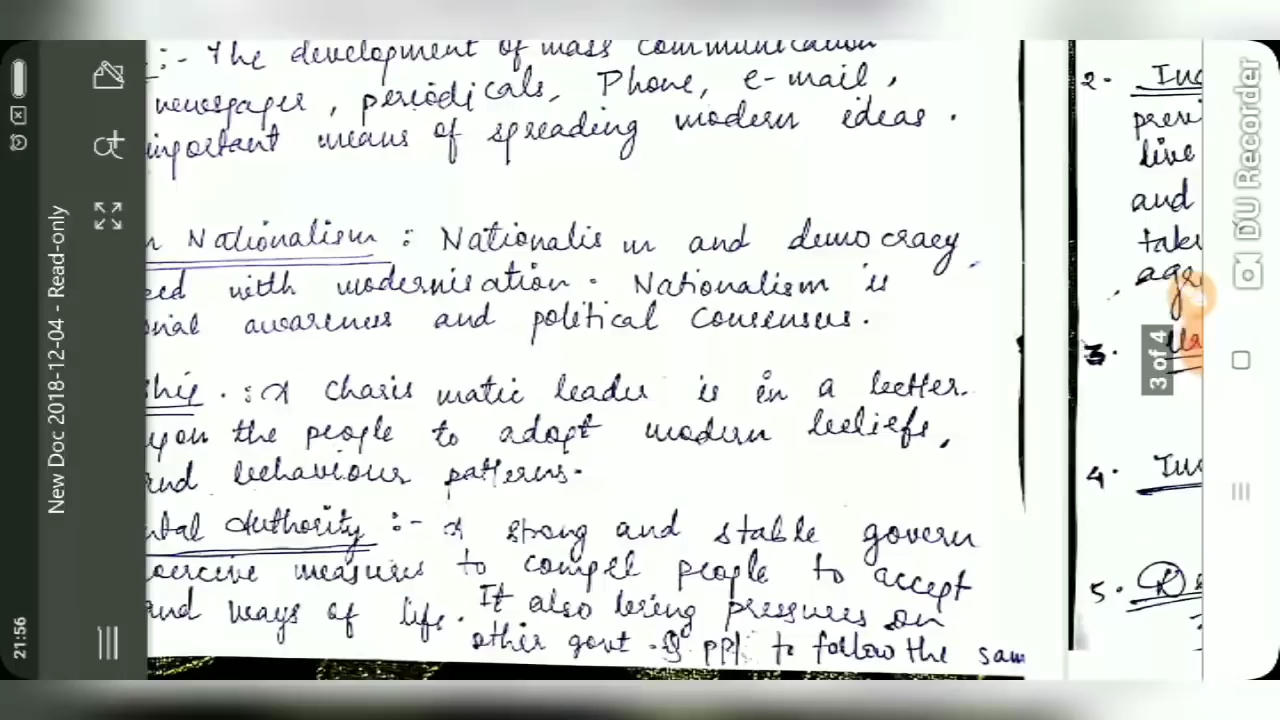 :- The development of mass communication
newspaper, periodicals, Phone, e-mail,
important means of spreading modern ideas.
Nationalism : Nationalism and democracy
with modernisation. Nationalism is
awareness and political consensus.
:- A charismatic leader is in a better
upon the people to adopt modern beliefs,
and behaviour patterns.
Authority :- A strong and stable govern
coercive measures to compel people to accept
and ways of life. It also bring pressures on
other govt. & ppl to follow the sam
2.
live
and
3.
4.
5.
New Doc 2018-12-04 - Read-only
21:56
3 of 4
DU Recorder